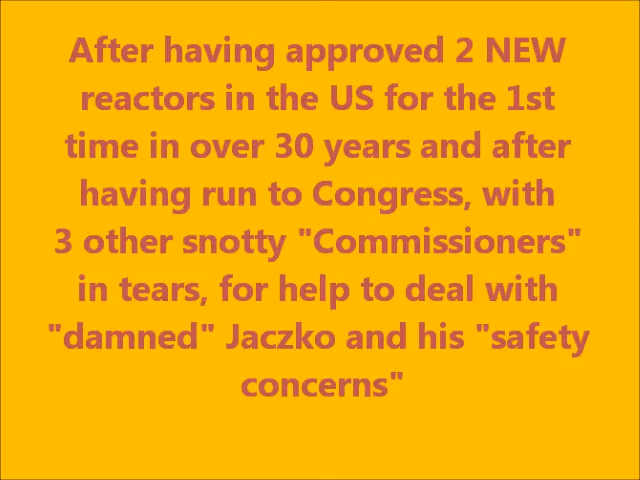 After having approved 2 NEW
reactors in the US for the 1st
time in over 30 years and after
having run to Congress, with
3 other snotty "Commissioners"
in tears, for help to deal with
"damned" Jaczko and his "safety
concerns"